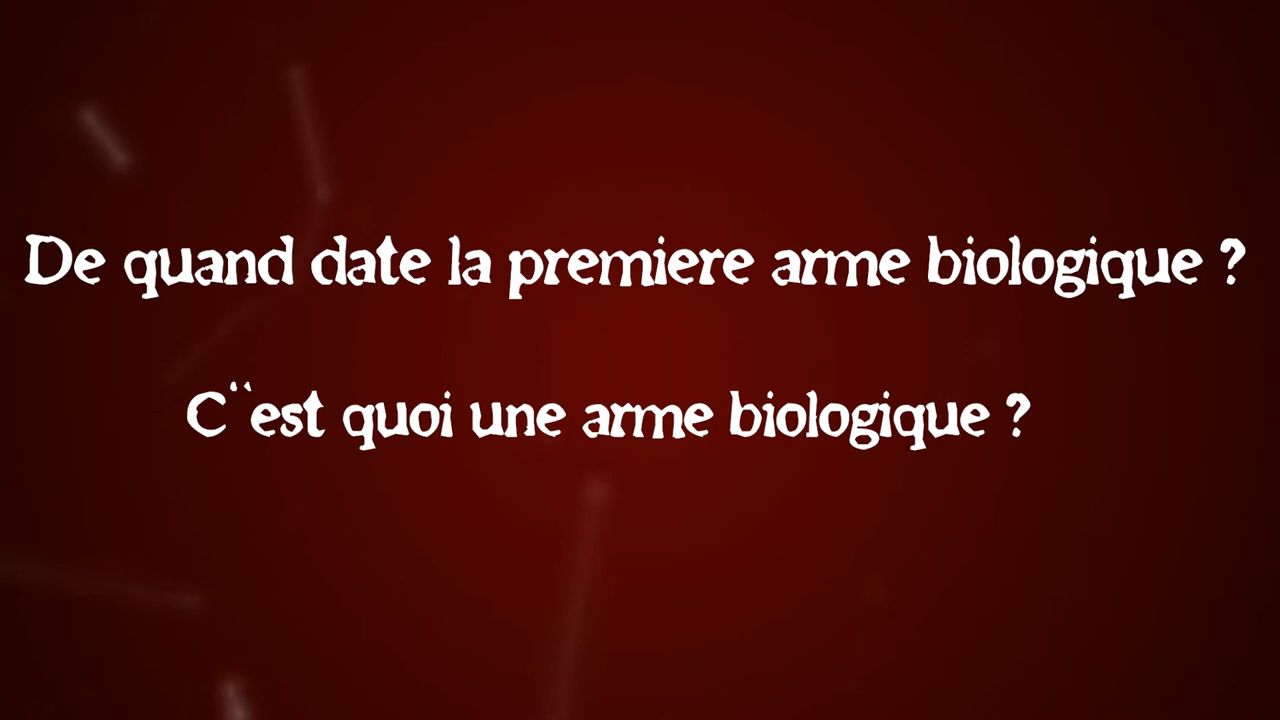 De quand date la premiere arme biologique ?
C¨est quoi une arme biologique ?